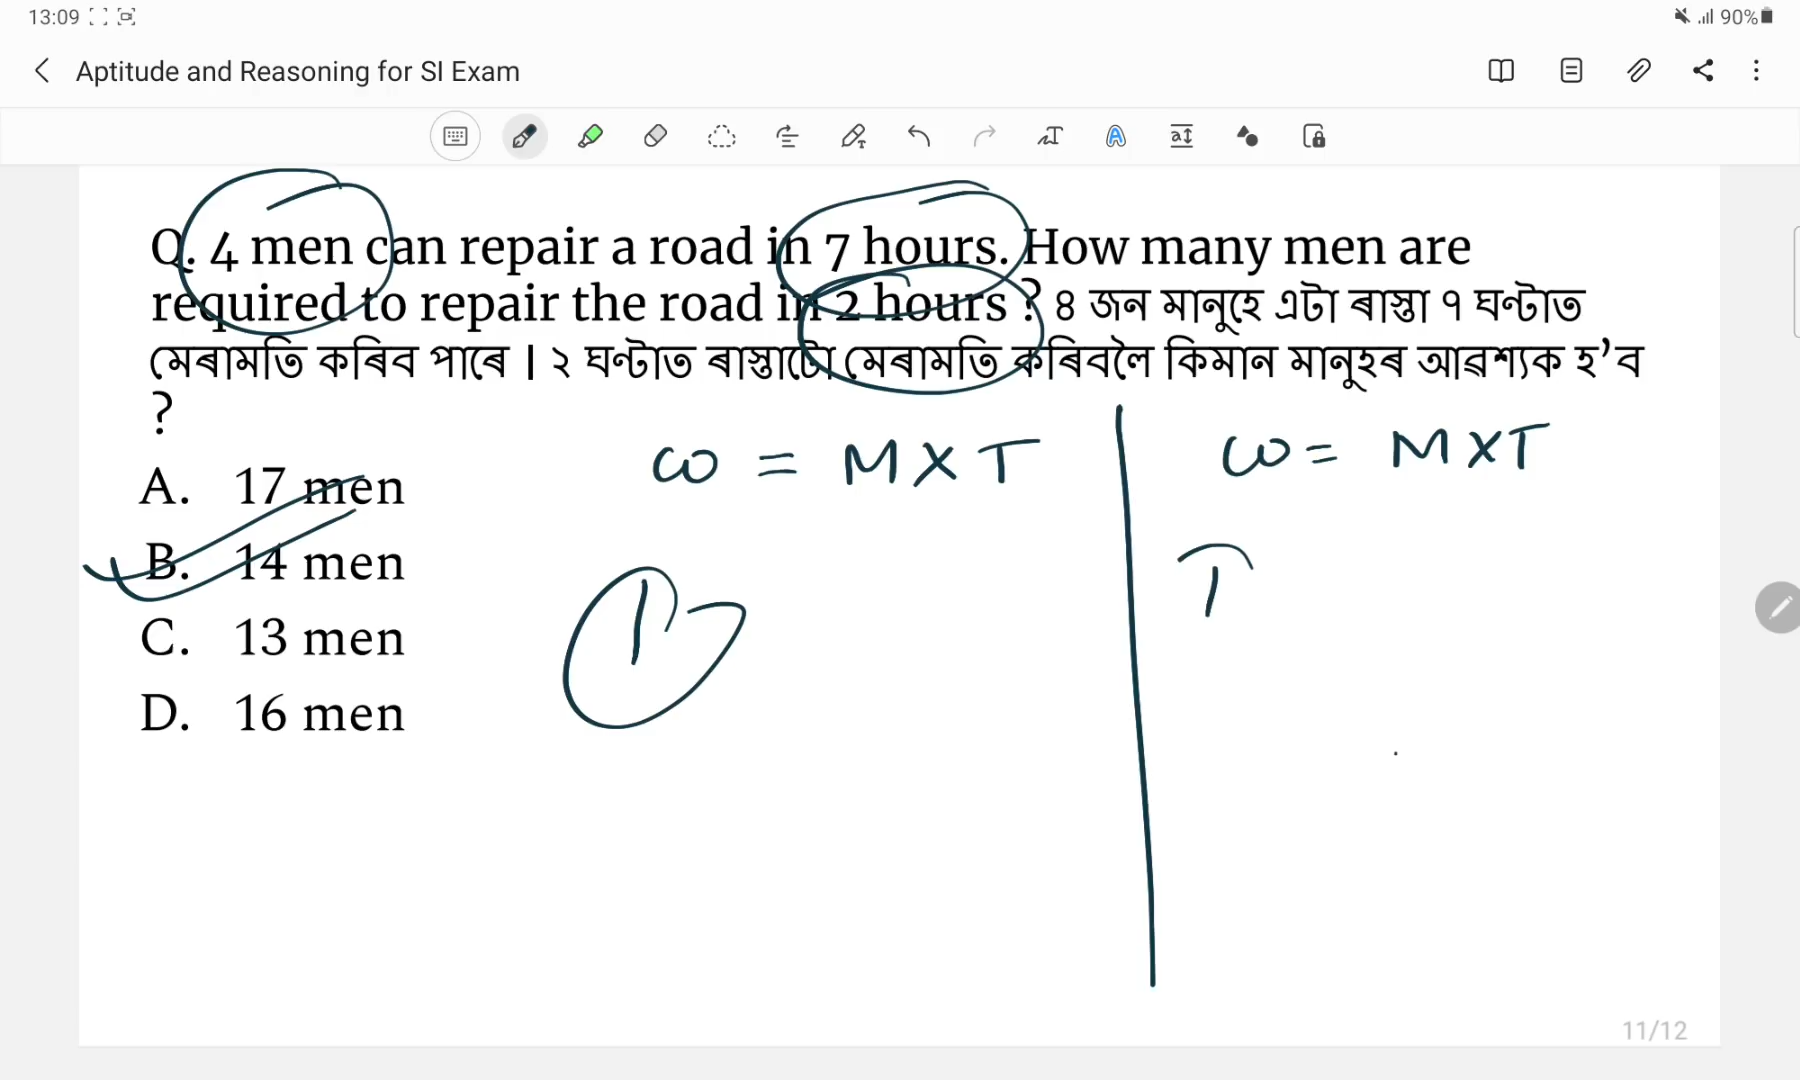 13:09 90%
Aptitude and Reasoning for SI Exam
Q. 4 men can repair a road in 7 hours. How many men are
required to repair the road in 2 hours ? ৪ জন মানুহে এটা ৰাস্তা ৭ ঘণ্টাত
মেৰামতি কৰিব পাৰে | ২ ঘণ্টাত ৰাস্তাটো মেৰামতি কৰিবলৈ কিমান মানুহৰ আৱশ্যক হ’ব
?
ω = M X T
ω = M X T
A. 17 men
B. 14 men
C. 13 men
D. 16 men
1
T
11/12